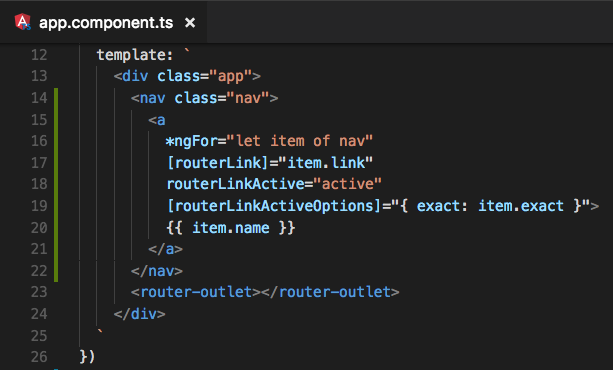 app.component.ts ×
12 template: `
13 <div class="app">
14 <nav class="nav">
15 <a
16 *ngFor="let item of nav"
17 [routerLink]="item.link"
18 routerLinkActive="active"
19 [routerLinkActiveOptions]="{ exact: item.exact }">
20 {{ item.name }}
21 </a>
22 </nav>
23 <router-outlet></router-outlet>
24 </div>
25 `
26 })